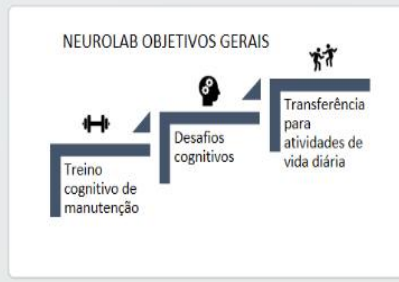 NEUROLAB OBJETIVOS GERAIS
Treino
cognitivo de
manutenção
Desafios
cognitivos
Transferência
para
atividades de
vida diária